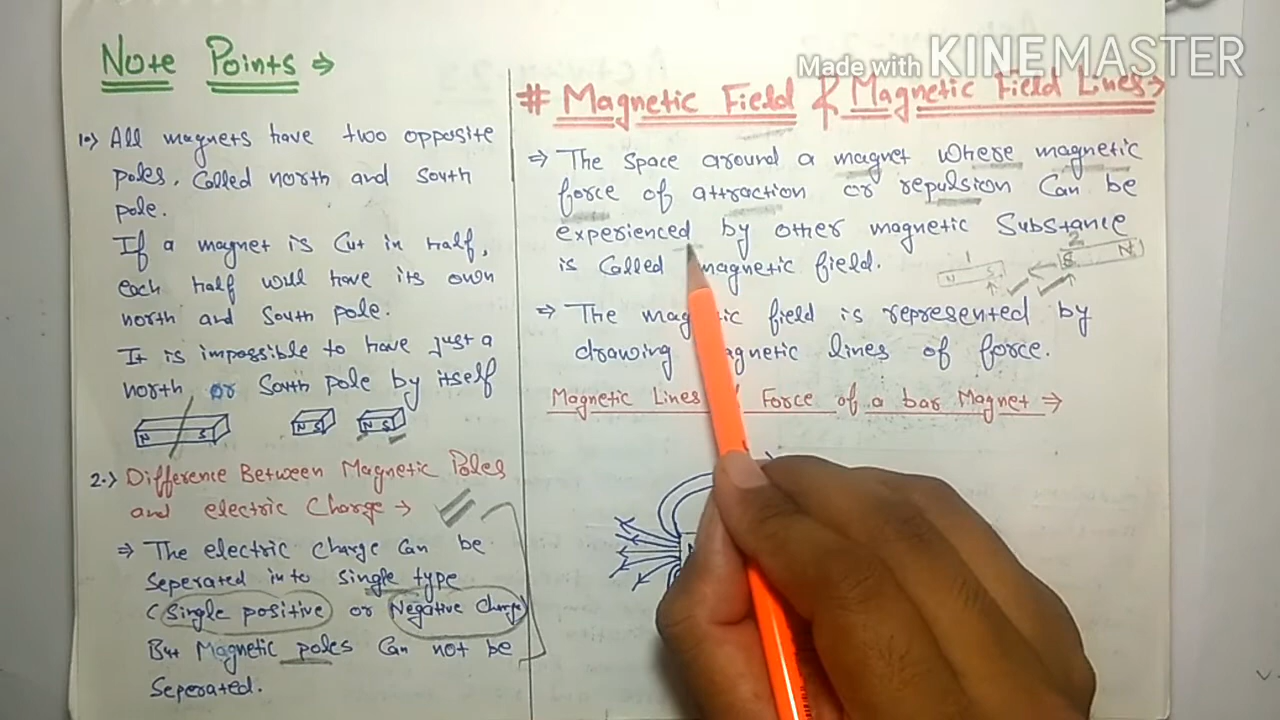 Made with KINEMASTER
Note Points ⇒
1.) All magnets have two opposite
poles, Called north and south
pole.
If a magnet is Cut in half,
each half will have its own
north and south pole.
It is impossible to have just a
north or South pole by itself
N S N S N S
2.) Difference Between Magnetic Poles
and electric Charge →
⇒ The electric charge Can be
Seperated into single type
(Single positive or Negative Charge)
But Magnetic poles Can not be
Seperated.
# Magnetic Field & Magnetic Field Lines→
⇒ The Space around a magnet where magnetic
force of attraction or repulsion Can be
experienced by other magnetic Substance
is Called magnetic field.
1 2
N S S N
⇒ The mag ic field is represented by
drawing agnetic lines of force.
Magnetic Lines Force of a bar Magnet ⇒